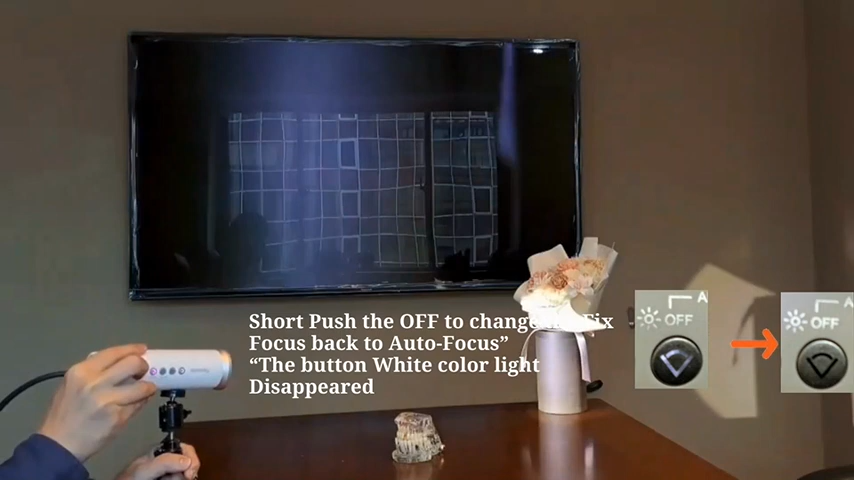 Short Push the OFF to change Fix
Focus back to Auto-Focus”
“The button White color light
Disappeared
A
OFF
A
OFF